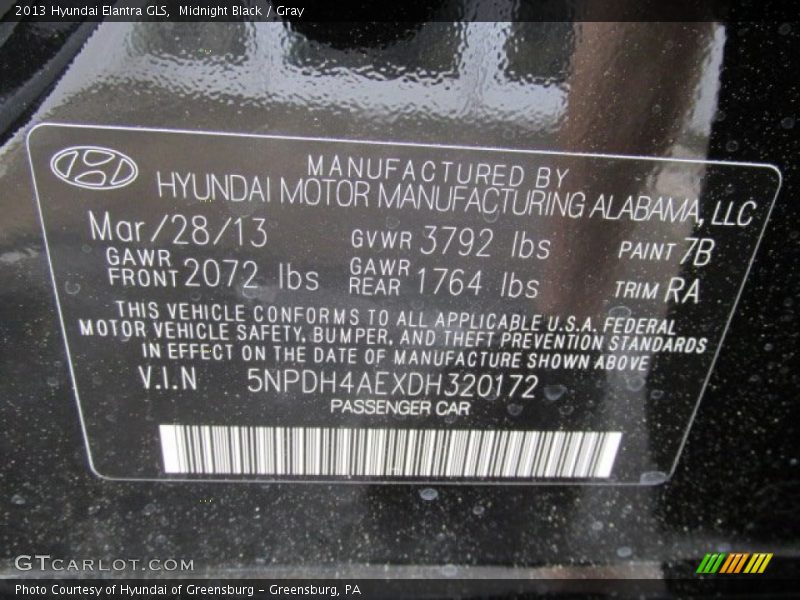 2013 Hyundai Elantra GLS,  Midnight Black / Gray
MANUFACTURED BY
HYUNDAI MOTOR MANUFACTURING ALABAMA, LLC
Mar/28/13 GVWR 3792 lbs PAINT 7B
GAWR FRONT 2072 lbs GAWR REAR 1764 lbs TRIM RA
THIS VEHICLE CONFORMS TO ALL APPLICABLE U.S.A. FEDERAL
MOTOR VEHICLE SAFETY, BUMPER, AND THEFT PREVENTION STANDARDS
IN EFFECT ON THE DATE OF MANUFACTURE SHOWN ABOVE
V.I.N 5NPDH4AEXDH320172
PASSENGER CAR
GTCARLOT.COM
Photo Courtesy of Hyundai of Greensburg - Greensburg, PA